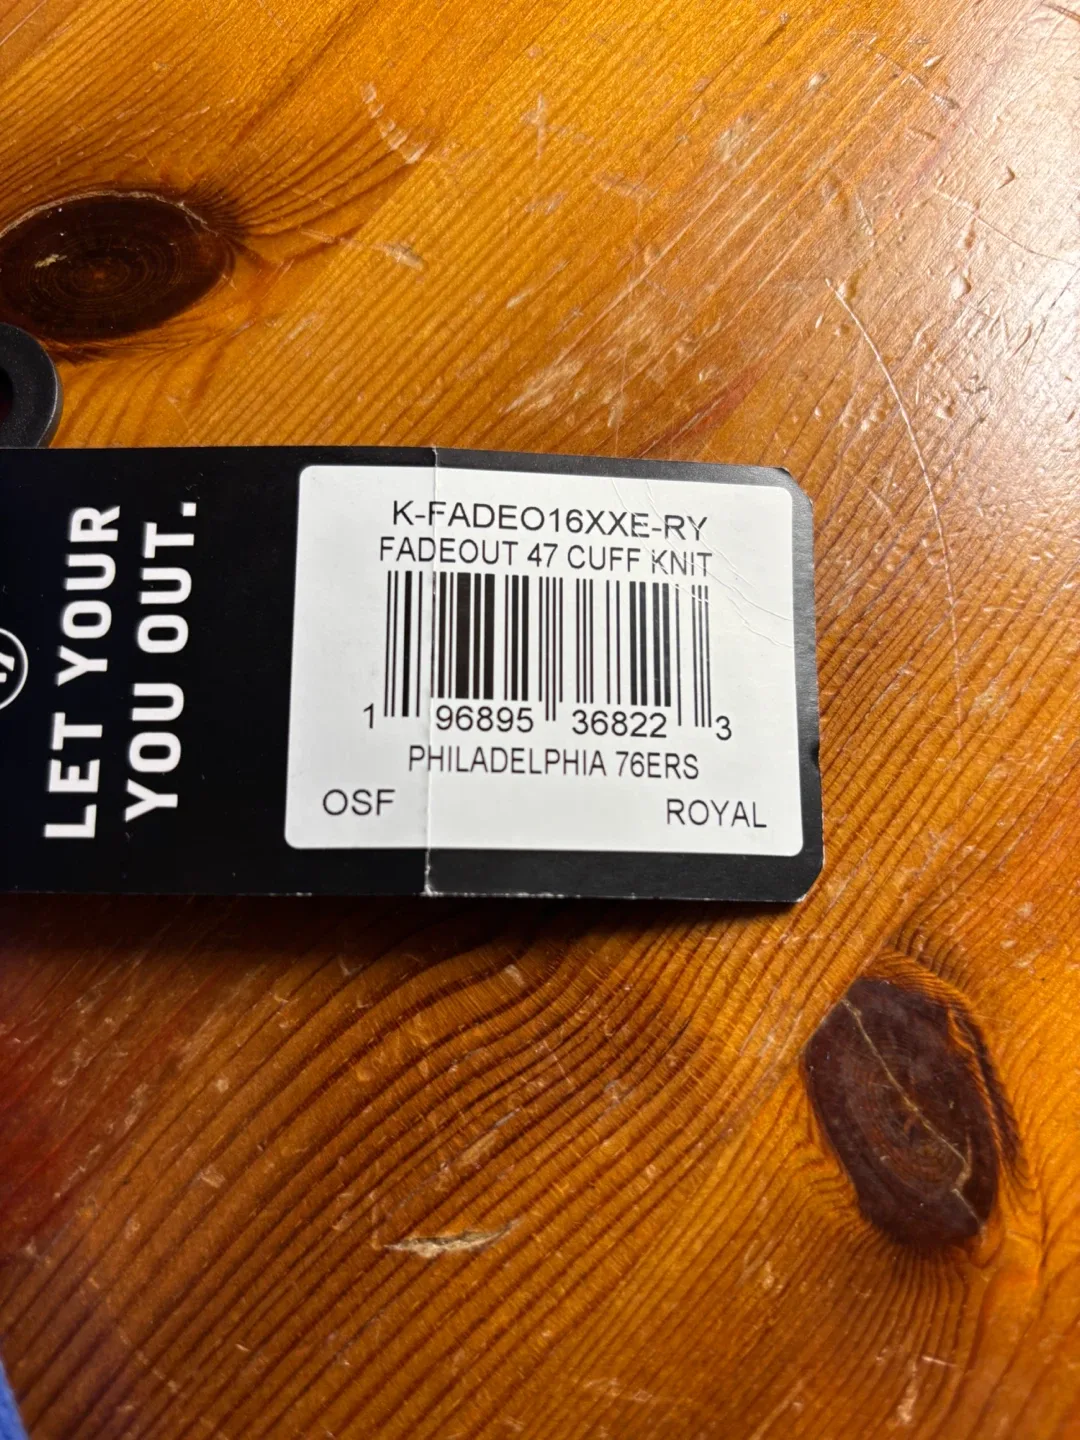 LET YOUR
YOU OUT.
K-FADEO16XXE-RY
FADEOUT 47 CUFF KNIT
1 96895 36822 3
PHILADELPHIA 76ERS
OSF ROYAL